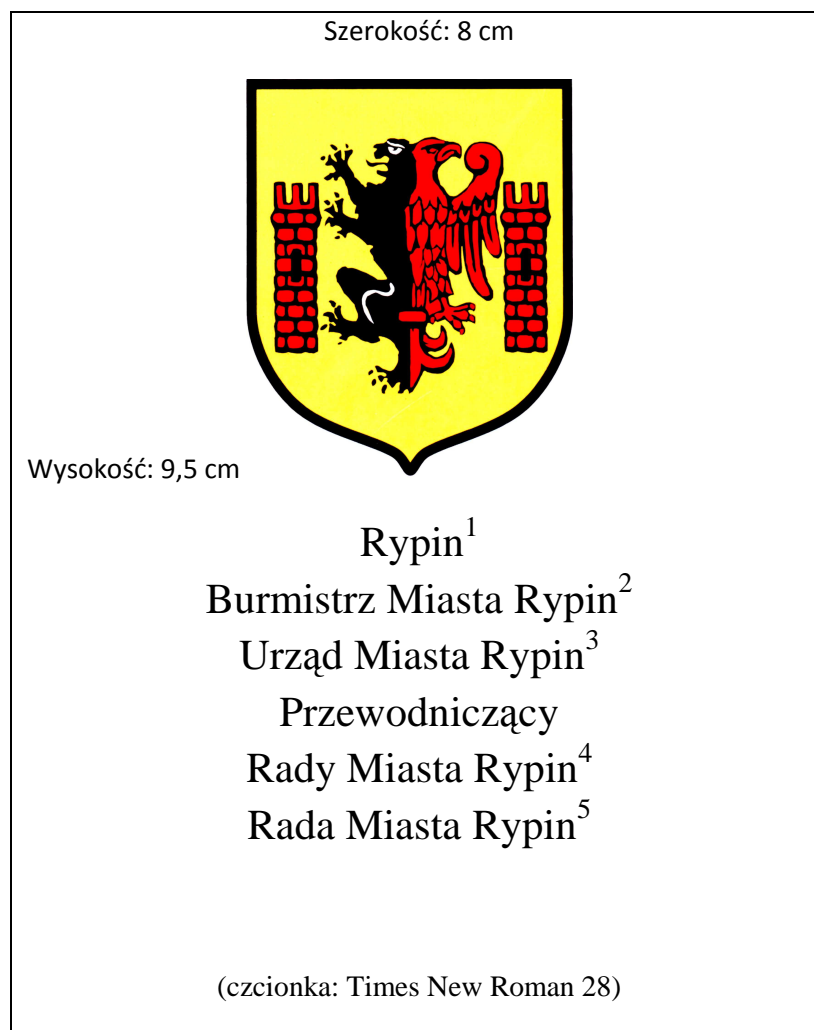 Szerokość: 8 cm
Wysokość: 9,5 cm
Rypin¹
Burmistrz Miasta Rypin²
Urząd Miasta Rypin³
Przewodniczący
Rady Miasta Rypin⁴
Rada Miasta Rypin⁵
(czcionka: Times New Roman 28)